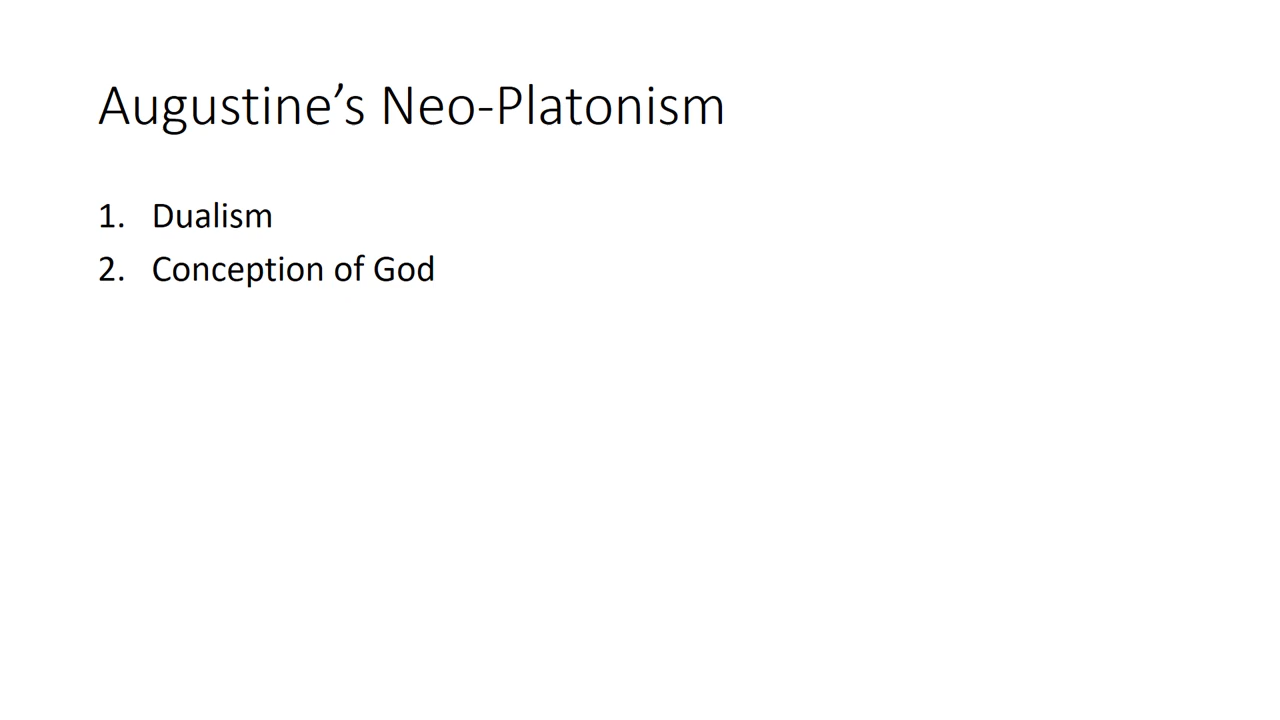 Augustine’s Neo-Platonism
1. Dualism
2. Conception of God